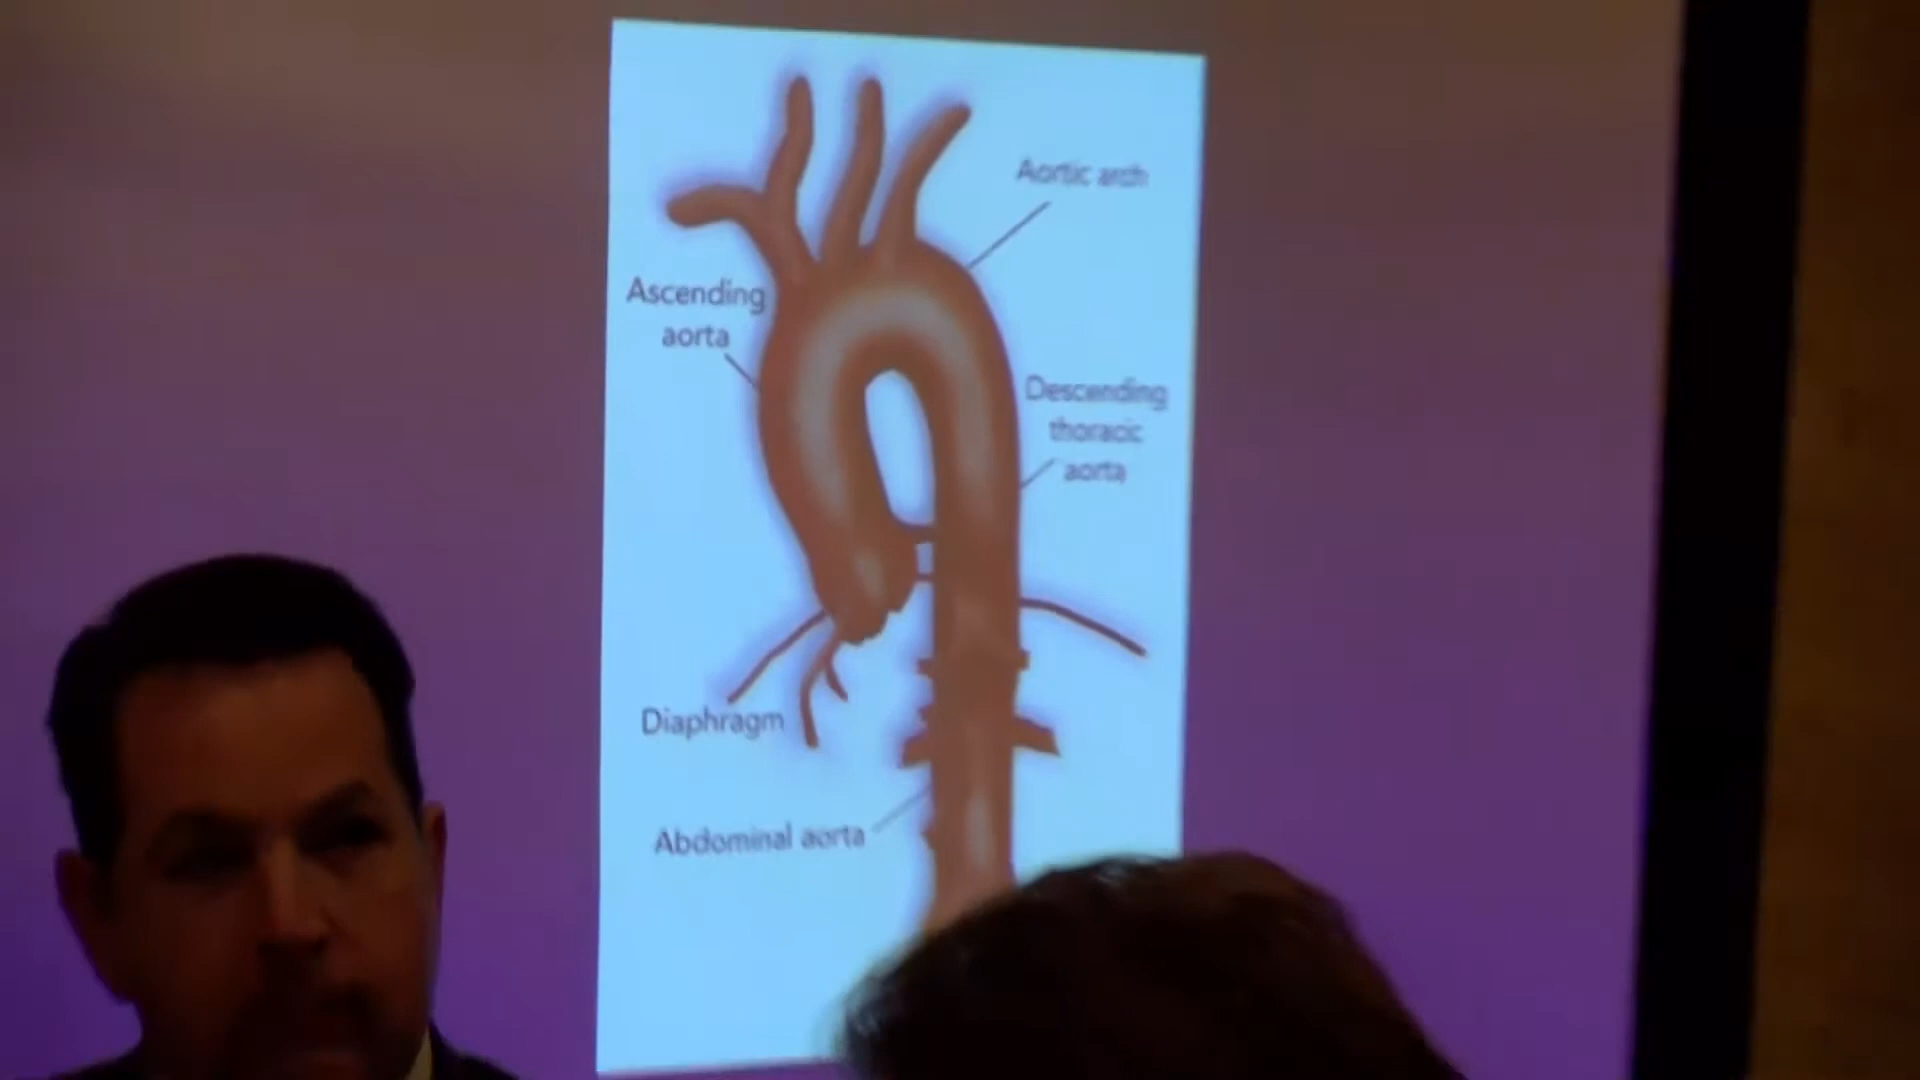 Aortic arch
Ascending
aorta
Descending
thoracic
aorta
Diaphragm
Abdominal aorta